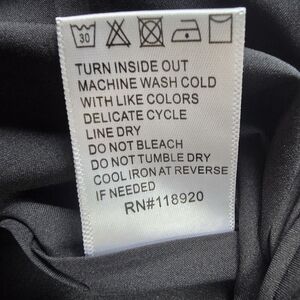 30
TURN INSIDE OUT
MACHINE WASH COLD
WITH LIKE COLORS
DELICATE CYCLE
LINE DRY
DO NOT BLEACH
DO NOT TUMBLE DRY
COOL IRON AT REVERSE
IF NEEDED
RN#118920